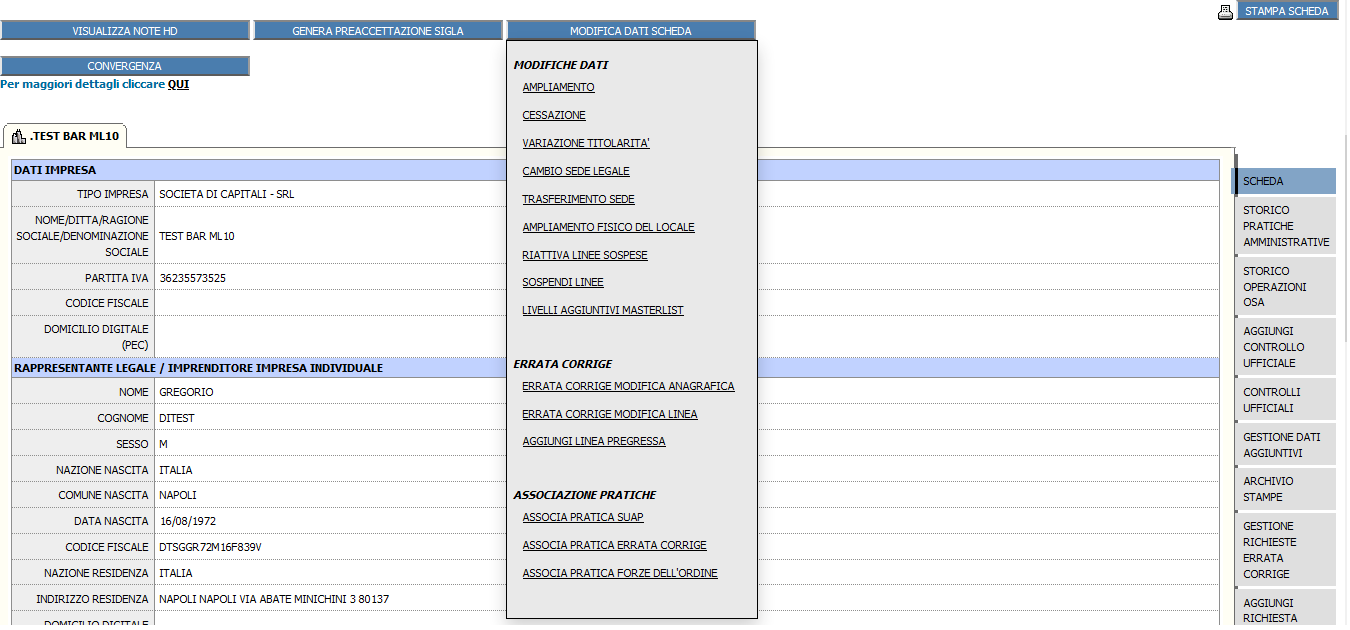 STAMPA SCHEDA
VISUALIZZA NOTE HD
GENERA PREACCETTAZIONE SIGLA
MODIFICA DATI SCHEDA
CONVERGENZA
Per maggiori dettagli cliccare QUI
MODIFICHE DATI
AMPLIAMENTO
CESSAZIONE
VARIAZIONE TITOLARITA'
CAMBIO SEDE LEGALE
TRASFERIMENTO SEDE
AMPLIAMENTO FISICO DEL LOCALE
RIATTIVA LINEE SOSPESE
SOSPENDI LINEE
LIVELLI AGGIUNTIVI MASTERLIST
ERRATA CORRIGE
ERRATA CORRIGE MODIFICA ANAGRAFICA
ERRATA CORRIGE MODIFICA LINEA
AGGIUNGI LINEA PREGRESSA
ASSOCIAZIONE PRATICHE
ASSOCIA PRATICA SUAP
ASSOCIA PRATICA ERRATA CORRIGE
ASSOCIA PRATICA FORZE DELL'ORDINE
.TEST BAR ML10
DATI IMPRESA
TIPO IMPRESA SOCIETA DI CAPITALI - SRL
NOME/DITTA/RAGIONE
SOCIALE/DENOMINAZIONE TEST BAR ML10
SOCIALE
PARTITA IVA 36235573525
CODICE FISCALE
DOMICILIO DIGITALE
(PEC)
RAPPRESENTANTE LEGALE / IMPRENDITORE IMPRESA INDIVIDUALE
NOME GREGORIO
COGNOME DITEST
SESSO M
NAZIONE NASCITA ITALIA
COMUNE NASCITA NAPOLI
DATA NASCITA 16/08/1972
CODICE FISCALE DTSGGR72M16F839V
NAZIONE RESIDENZA ITALIA
INDIRIZZO RESIDENZA NAPOLI NAPOLI VIA ABATE MINICHINI 3 80137
DOMICILIO DIGITALE
SCHEDA
STORICO
PRATICHE
AMMINISTRATIVE
STORICO
OPERAZIONI
OSA
AGGIUNGI
CONTROLLO
UFFICIALE
CONTROLLI
UFFICIALI
GESTIONE DATI
AGGIUNTIVI
ARCHIVIO
STAMPE
GESTIONE
RICHIESTE
ERRATA
CORRIGE
AGGIUNGI
RICHIESTA